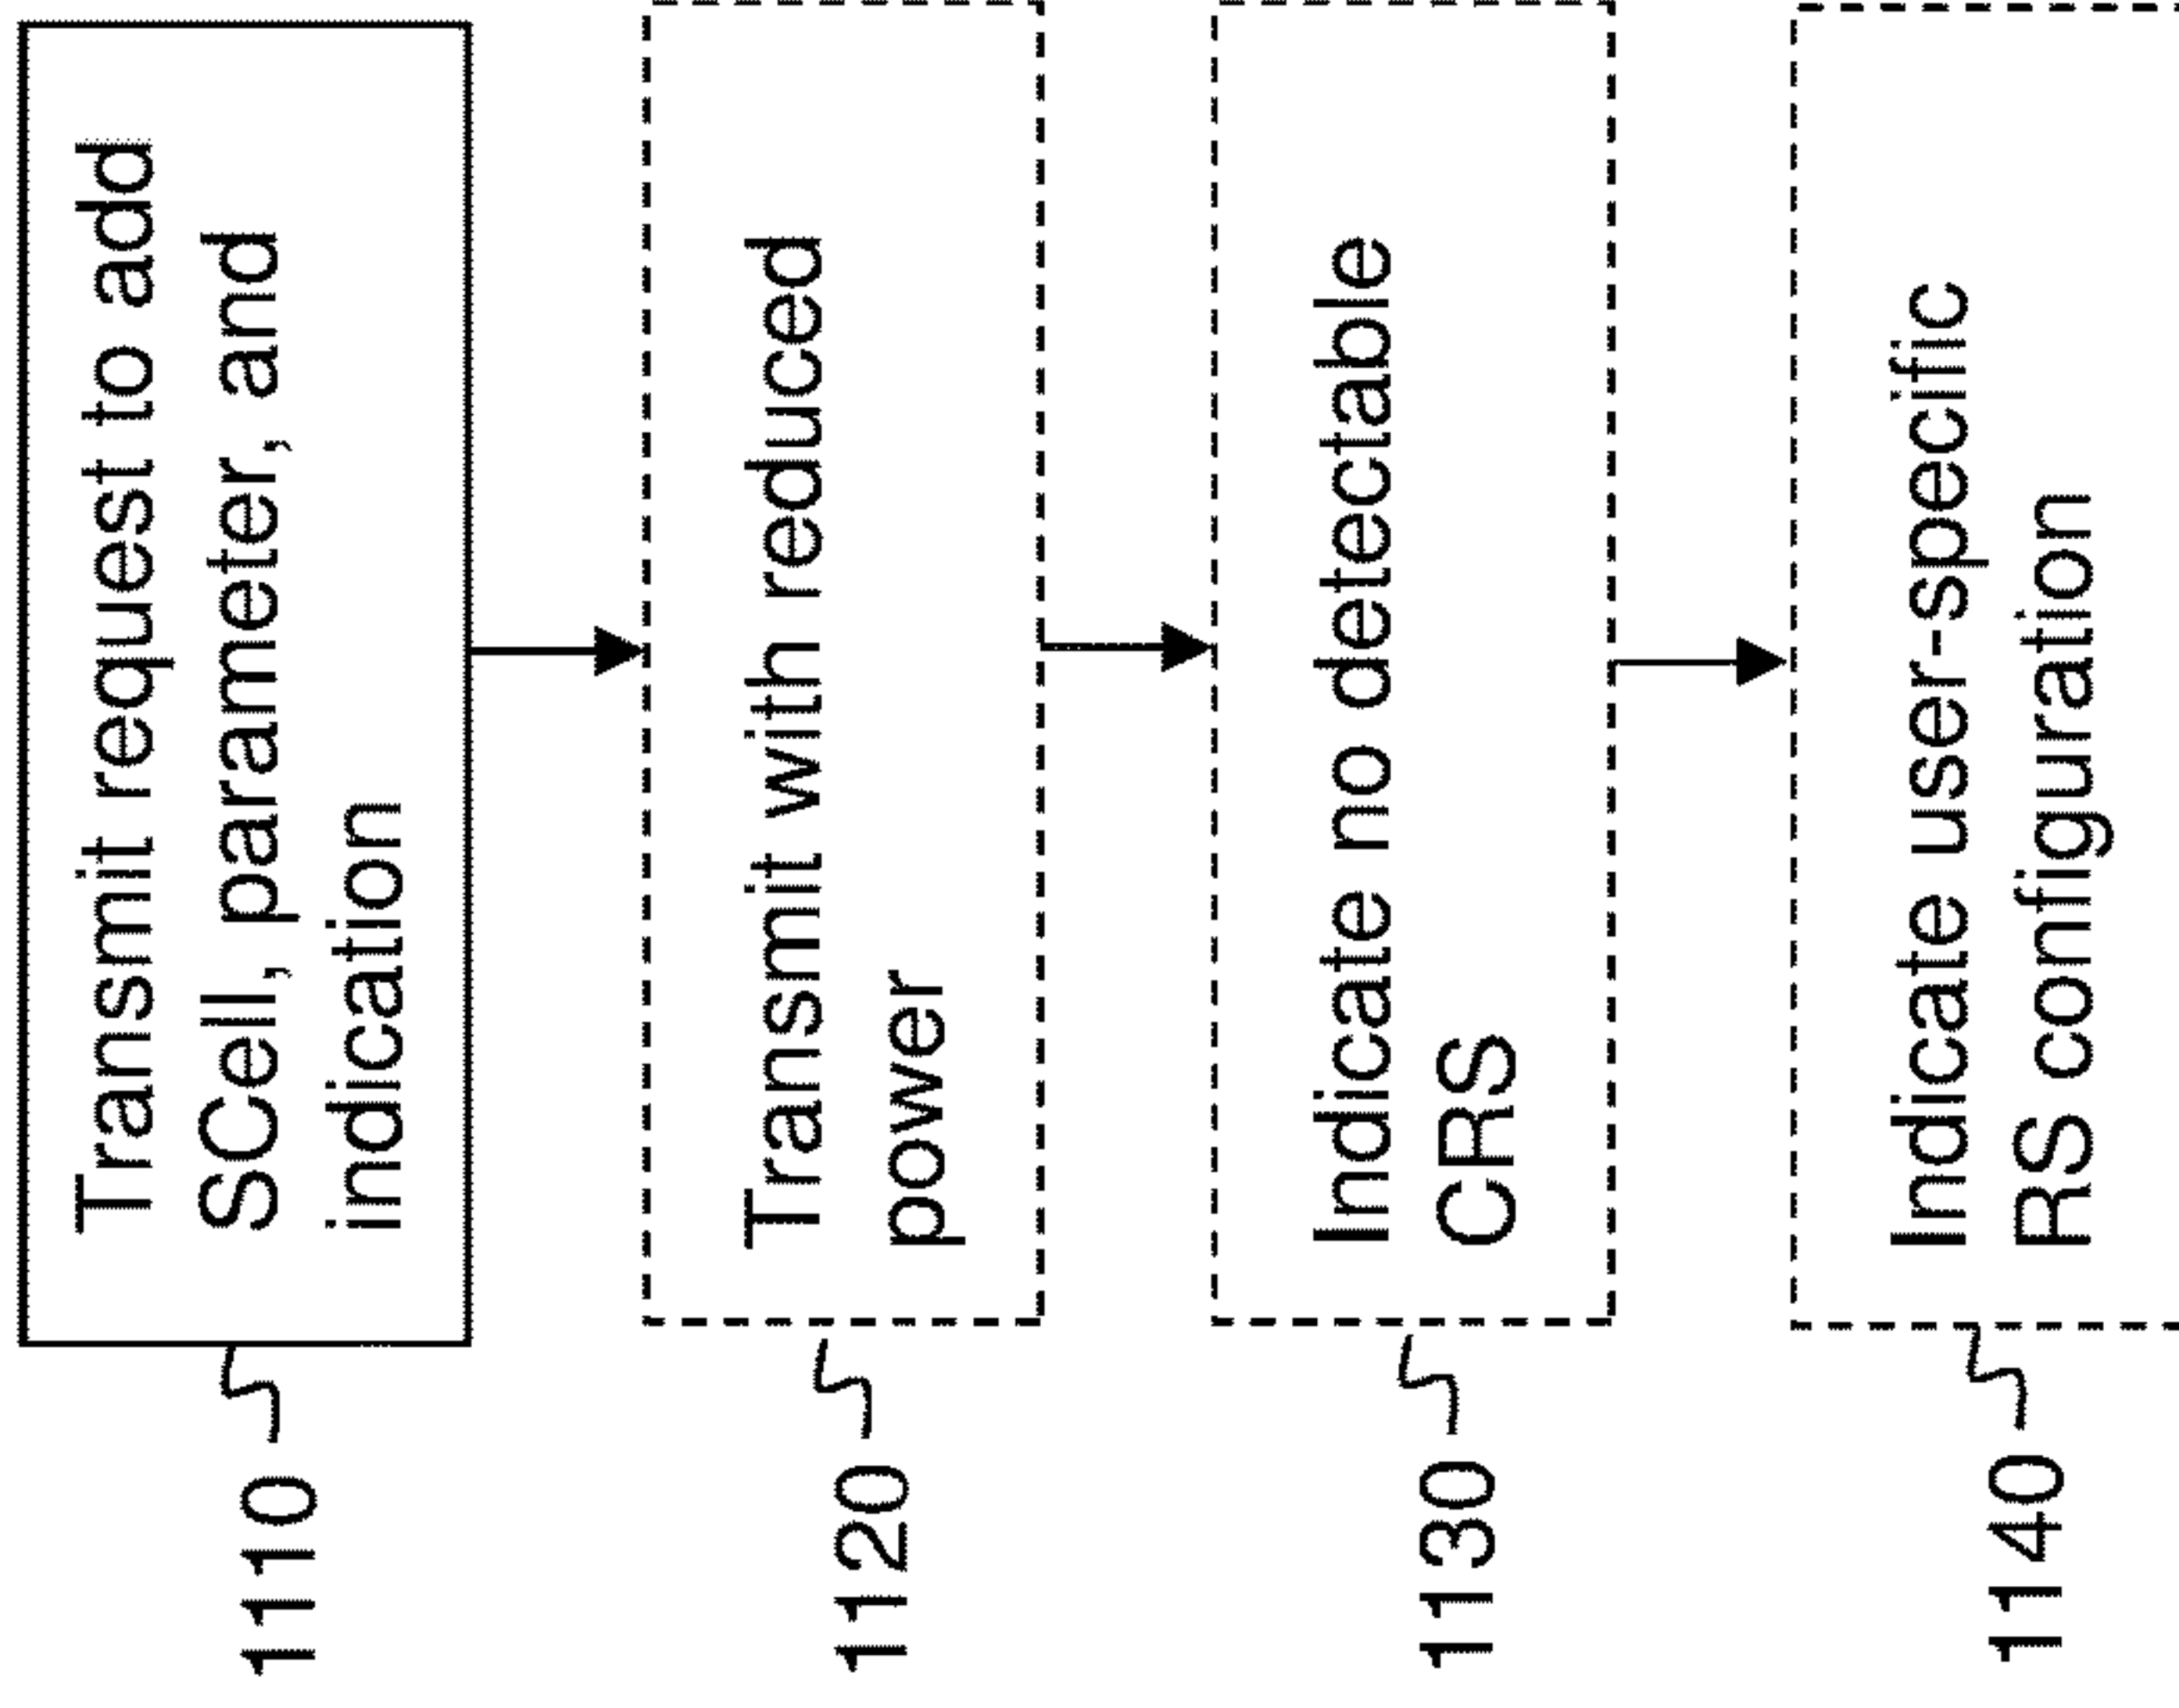 1110
Transmit request to add
SCell, parameter, and
indication
1120
Transmit with reduced
power
1130
Indicate no detectable
CRS
1140
Indicate user-specific
RS configuration